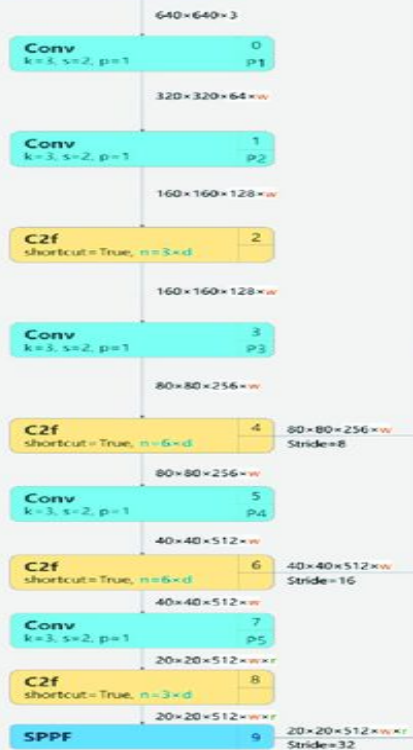 640×640×3
Conv 0
k=3, s=2, p=1 P1
320×320×64×w
Conv 1
k=3, s=2, p=1 P2
160×160×128×w
C2f 2
shortcut=True, n=3×d
160×160×128×w
Conv 3
k=3, s=2, p=1 P3
80×80×256×w
C2f 4 80×80×256×w
shortcut=True, n=6×d Stride=8
80×80×256×w
Conv 5
k=3, s=2, p=1 P4
40×40×512×w
C2f 6 40×40×512×w
shortcut=True, n=6×d Stride=16
40×40×512×w
Conv 7
k=3, s=2, p=1 P5
20×20×512×w×r
C2f 8
shortcut=True, n=3×d
20×20×512×w×r
SPPF 9 20×20×512×w×r
Stride=32